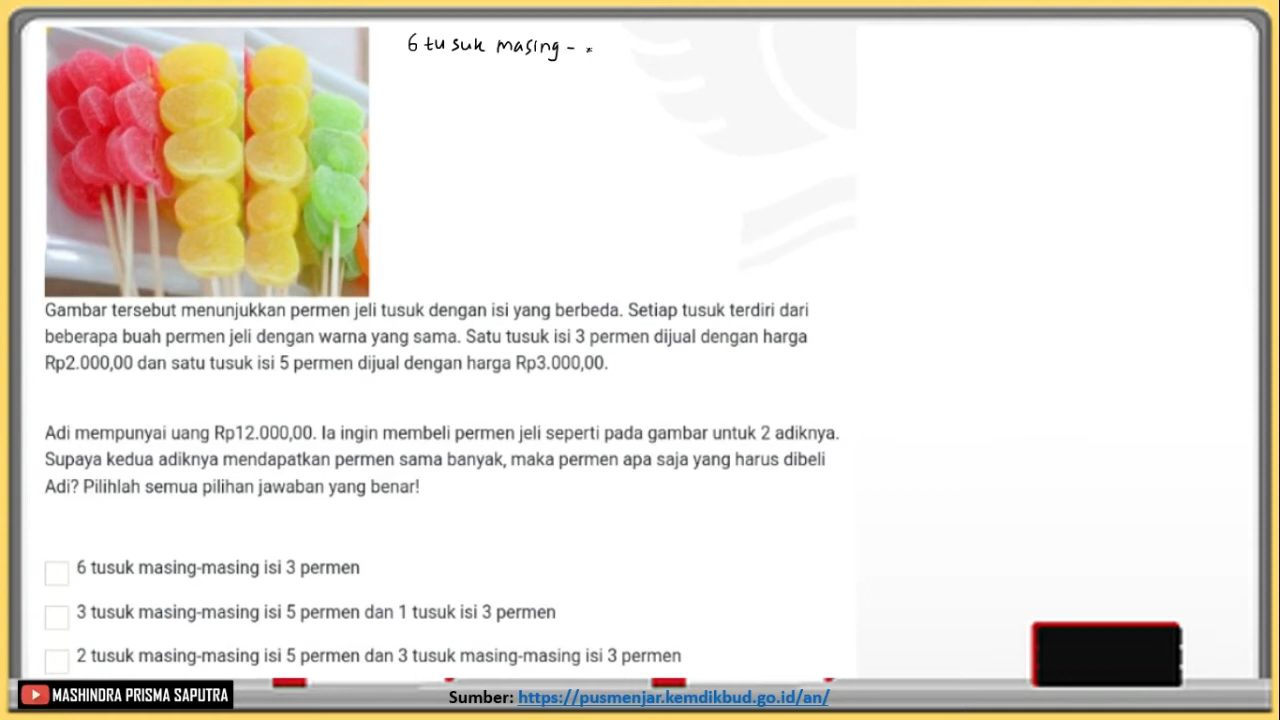 6 tusuk masing-
Gambar tersebut menunjukkan permen jeli tusuk dengan isi yang berbeda. Setiap tusuk terdiri dari
beberapa buah permen jeli dengan warna yang sama. Satu tusuk isi 3 permen dijual dengan harga
Rp2.000,00 dan satu tusuk isi 5 permen dijual dengan harga Rp3.000,00.
Adi mempunyai uang Rp12.000,00. Ia ingin membeli permen jeli seperti pada gambar untuk 2 adiknya.
Supaya kedua adiknya mendapatkan permen sama banyak, maka permen apa saja yang harus dibeli
Adi? Pilihlah semua pilihan jawaban yang benar!
6 tusuk masing-masing isi 3 permen
3 tusuk masing-masing isi 5 permen dan 1 tusuk isi 3 permen
2 tusuk masing-masing isi 5 permen dan 3 tusuk masing-masing isi 3 permen
MASHINDRA PRISMA SAPUTRA
Sumber: https://pusmenjar.kemdikbud.go.id/an/